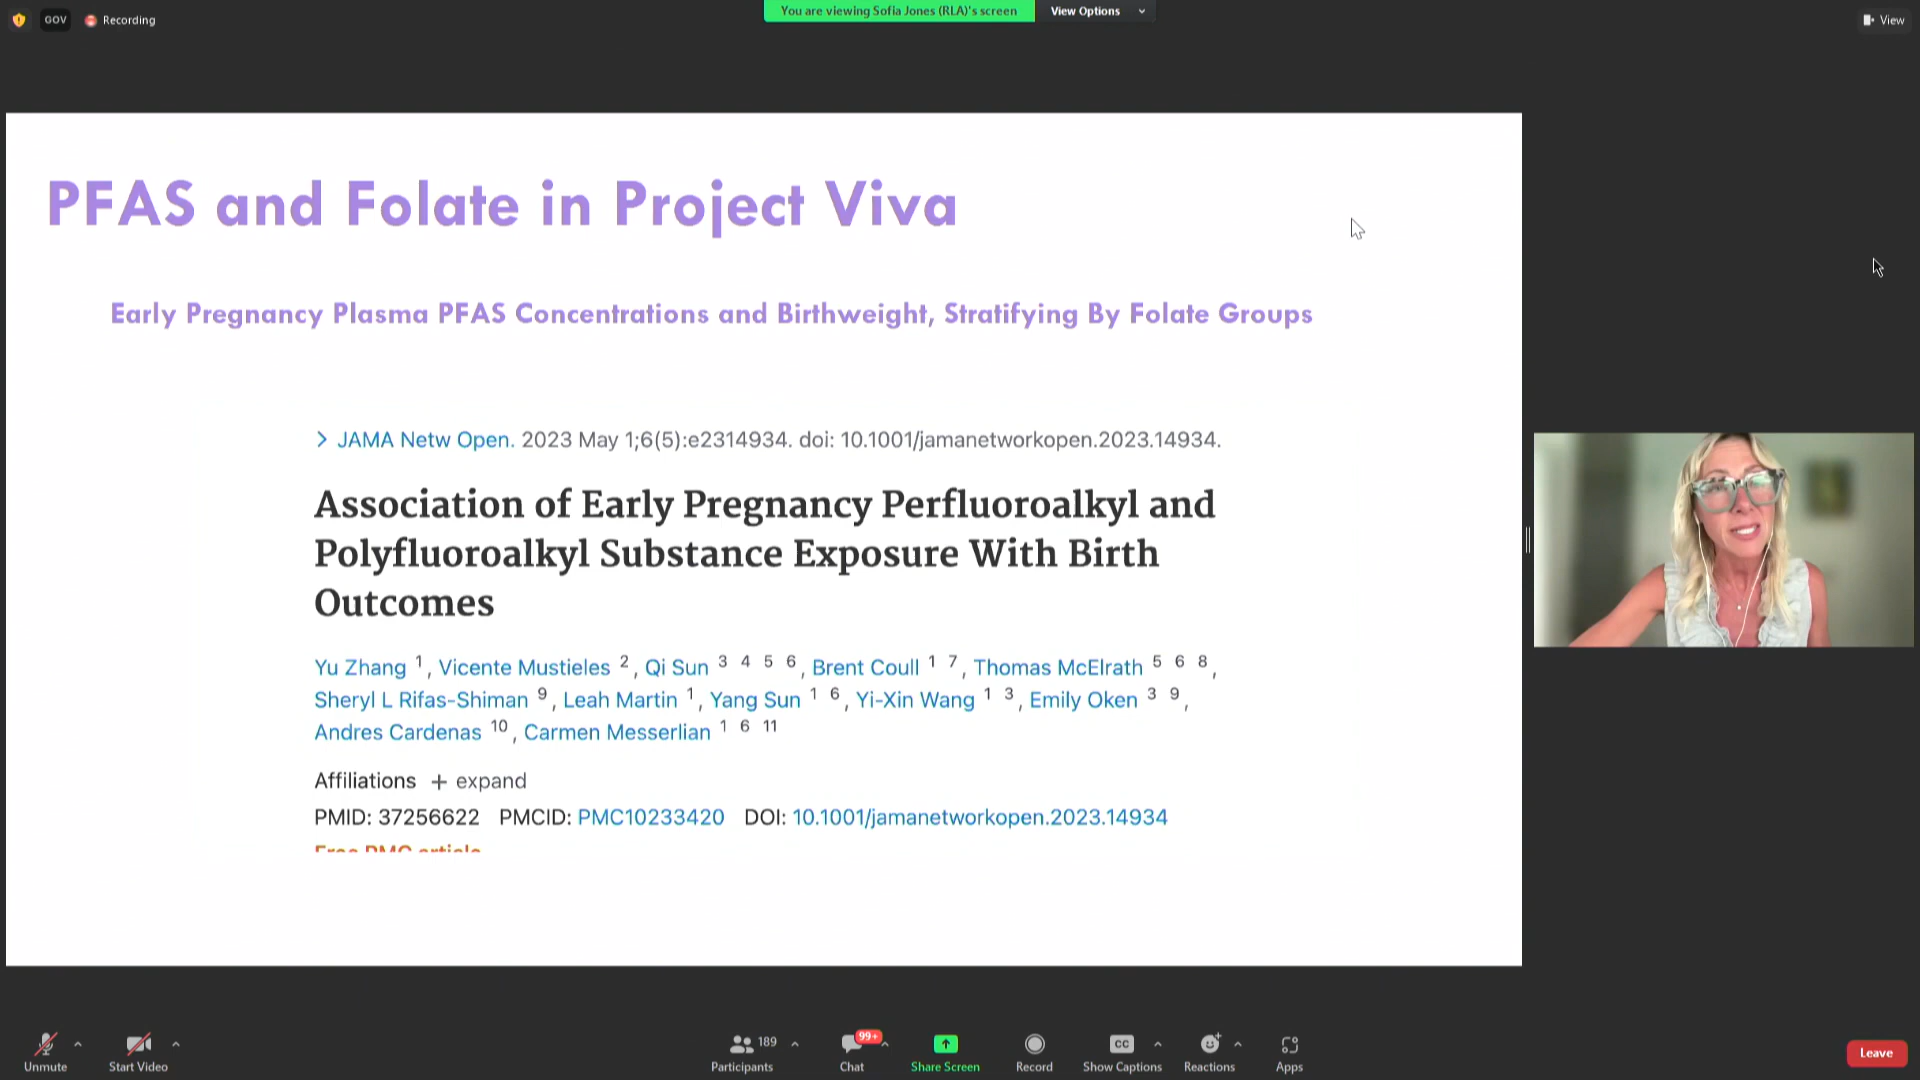 GOV
Recording
You are viewing Sofia Jones (RLA)'s screen
View Options
View
PFAS and Folate in Project Viva
Early Pregnancy Plasma PFAS Concentrations and Birthweight, Stratifying By Folate Groups
JAMA Netw Open. 2023 May 1;6(5):e2314934. doi: 10.1001/jamanetworkopen.2023.14934.
Association of Early Pregnancy Perfluoroalkyl and
Polyfluoroalkyl Substance Exposure With Birth
Outcomes
Yu Zhang 1, Vicente Mustieles 2, Qi Sun 3 4 5 6, Brent Coull 1 7, Thomas McElrath 5 6 8,
Sheryl L Rifas-Shiman 9, Leah Martin 1, Yang Sun 1 6, Yi-Xin Wang 1 3, Emily Oken 3 9,
Andres Cardenas 10, Carmen Messerlian 1 6 11
Affiliations + expand
PMID: 37256622 PMCID: PMC10233420 DOI: 10.1001/jamanetworkopen.2023.14934
Free PMC article
Unmute
Start Video
189
Participants
99+
Chat
Share Screen
Record
CC
Show Captions
Reactions
Apps
Leave